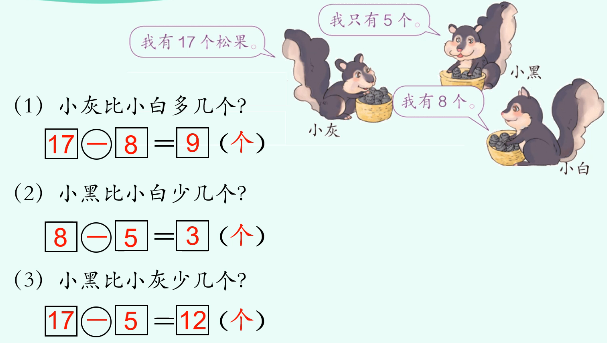 我只有5个。
我有17个松果。
小黑
我有8个。
小灰
小白
(1) 小灰比小白多几个?
17－8＝9(个)
(2) 小黑比小白少几个?
8－5＝3(个)
(3) 小黑比小灰少几个?
17－5＝12(个)